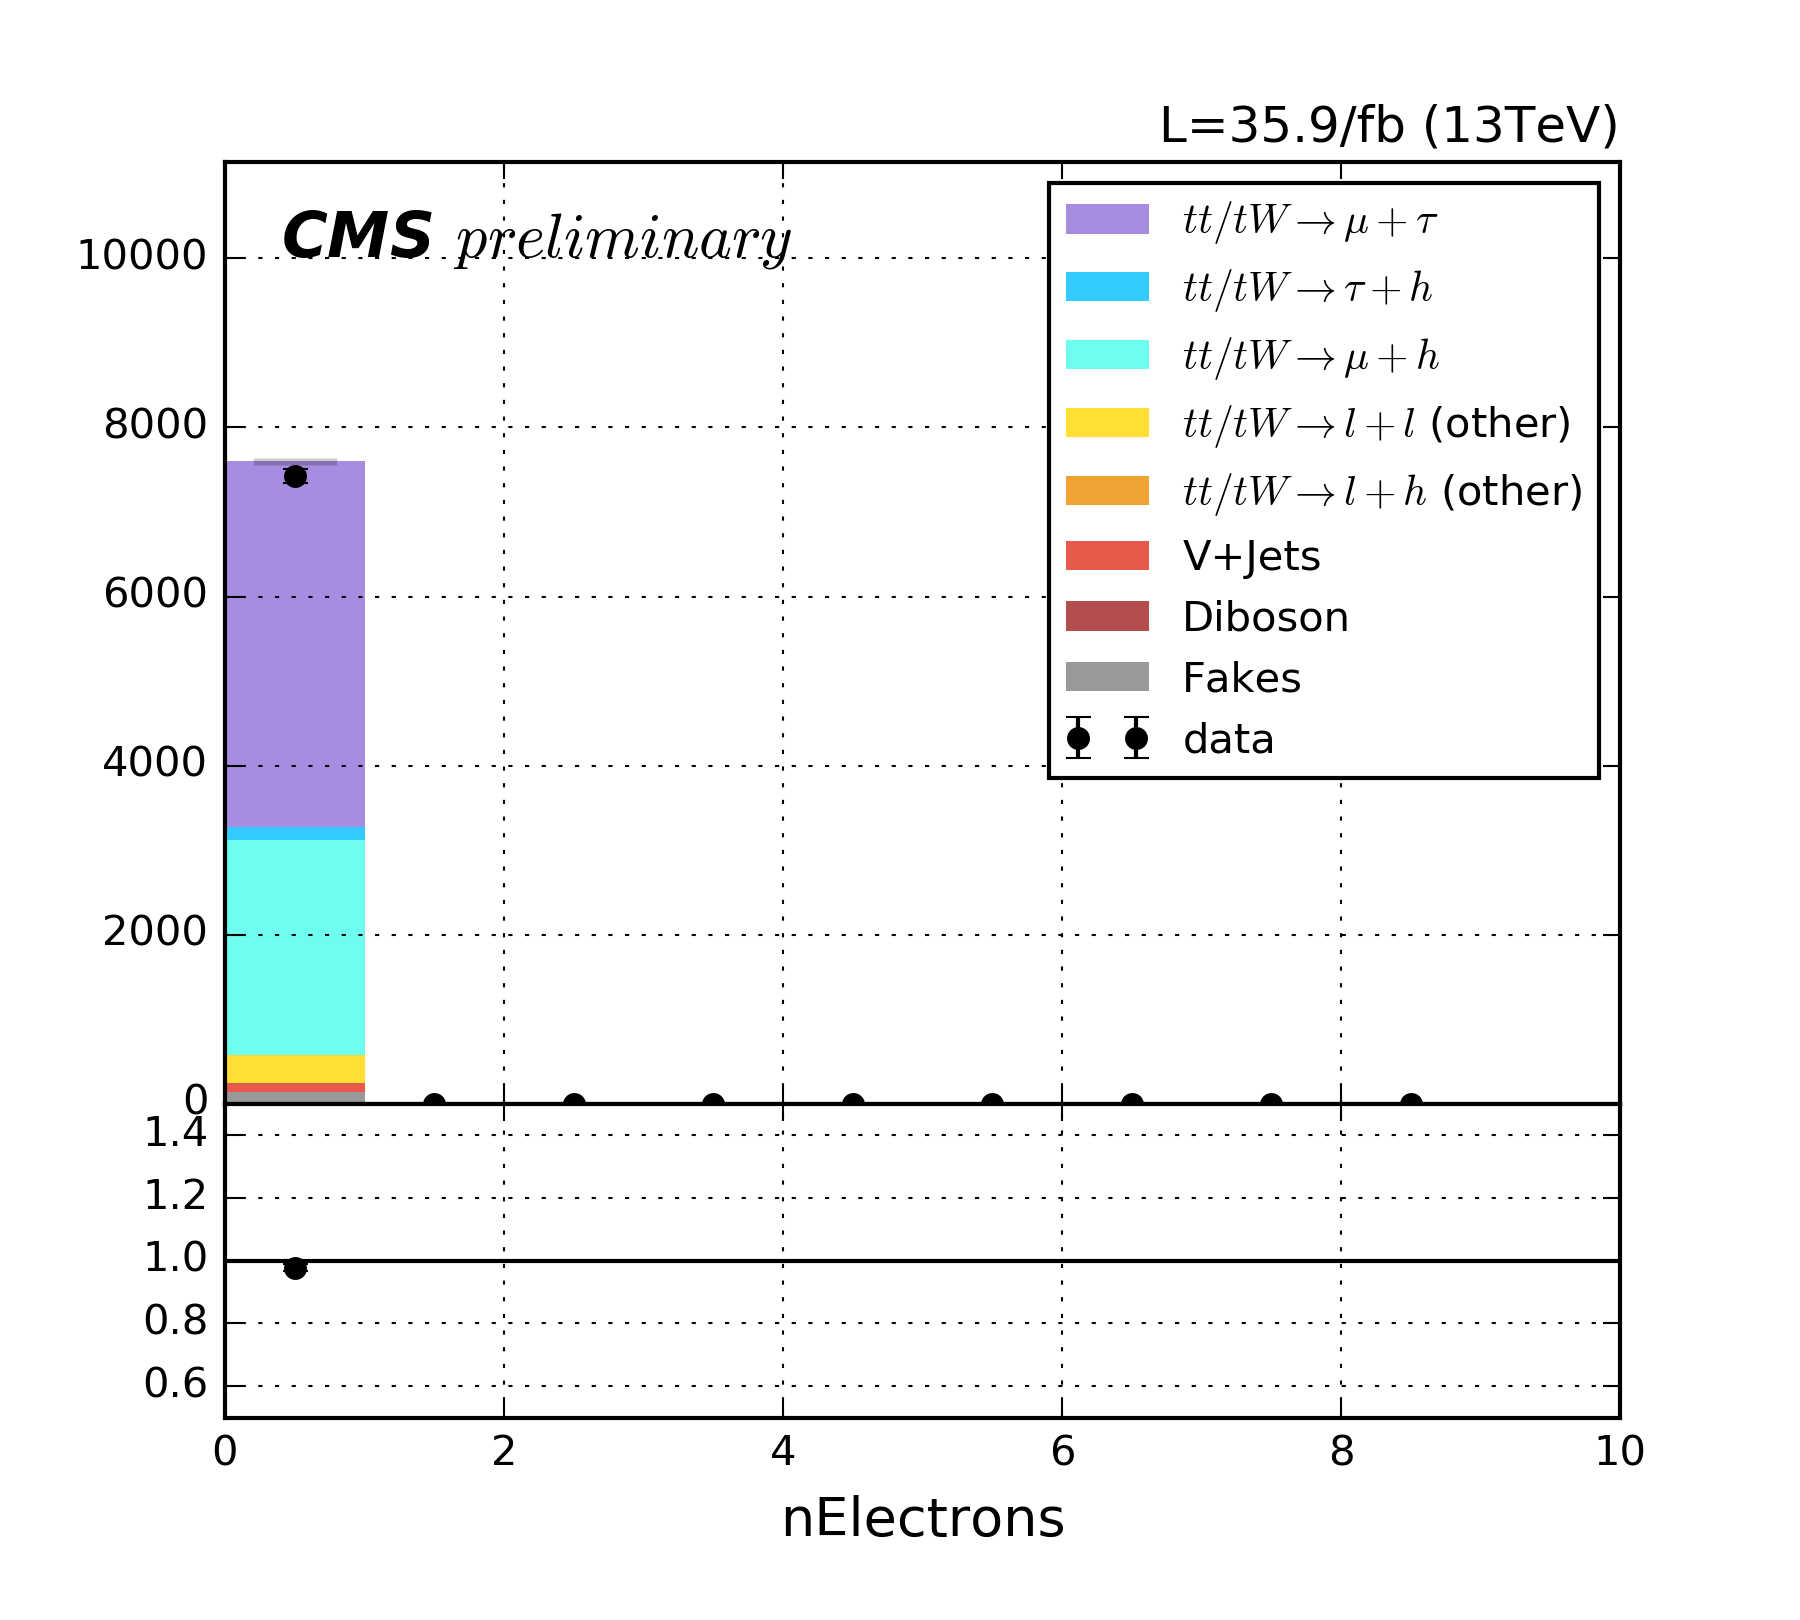 L=35.9/fb (13TeV)
CMS preliminary
10000
8000
6000
4000
2000
0
tt/tW→μ+τ
tt/tW→τ+h
tt/tW→μ+h
tt/tW→l+l (other)
tt/tW→l+h (other)
V+Jets
Diboson
Fakes
data
1.4
1.2
1.0
0.8
0.6
0 2 4 6 8 10
nElectrons